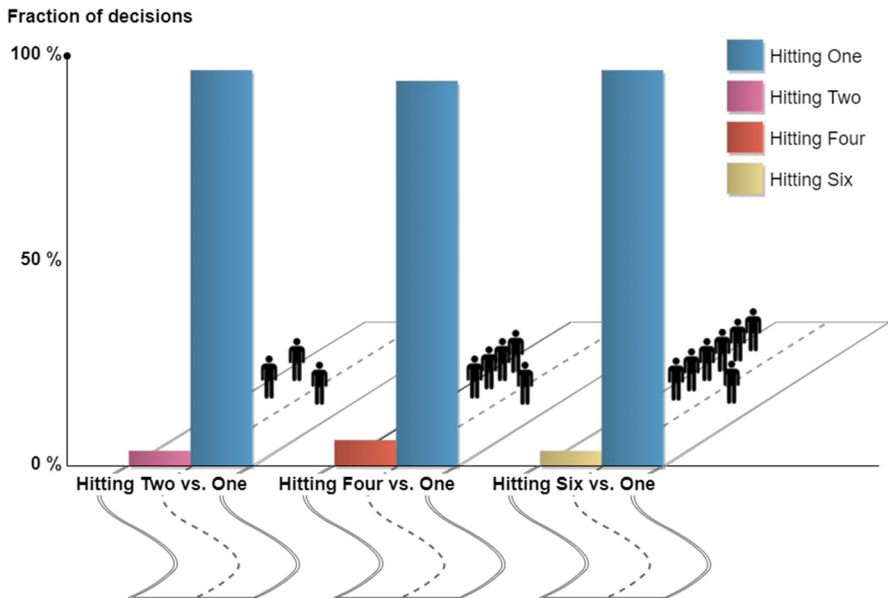 Fraction of decisions
100 %
50 %
0 %
Hitting One
Hitting Two
Hitting Four
Hitting Six
Hitting Two vs. One
Hitting Four vs. One
Hitting Six vs. One